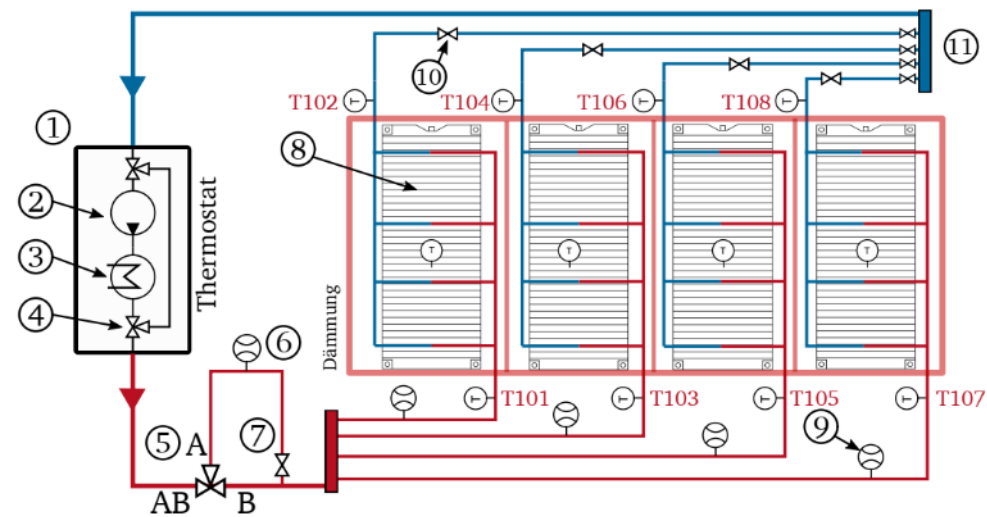 ⑪
⑩
T102 T T104 T T106 T T108 T
①
⑧
②
Thermostat
③
T T T T
④
Dämmung
⑥
T T101 T T103 T T105 T T107
⑤ A ⑦ ⑨
AB B